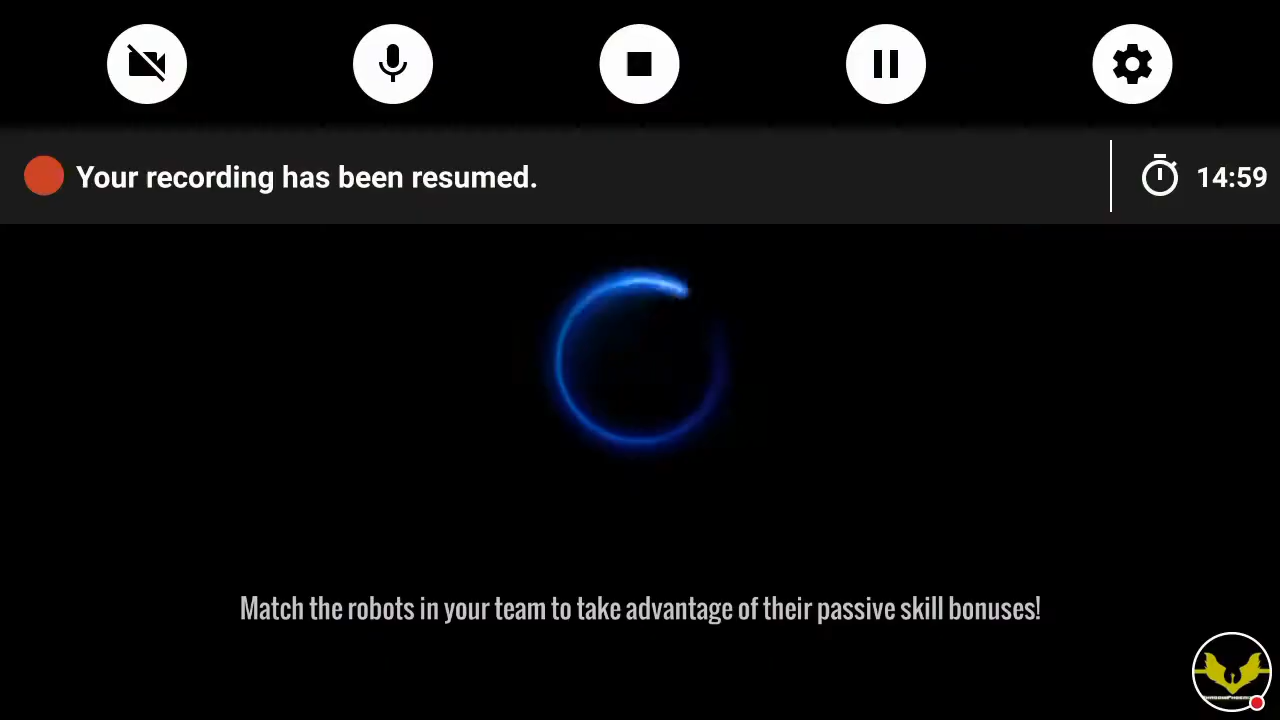 Your recording has been resumed.
14:59
Match the robots in your team to take advantage of their passive skill bonuses!